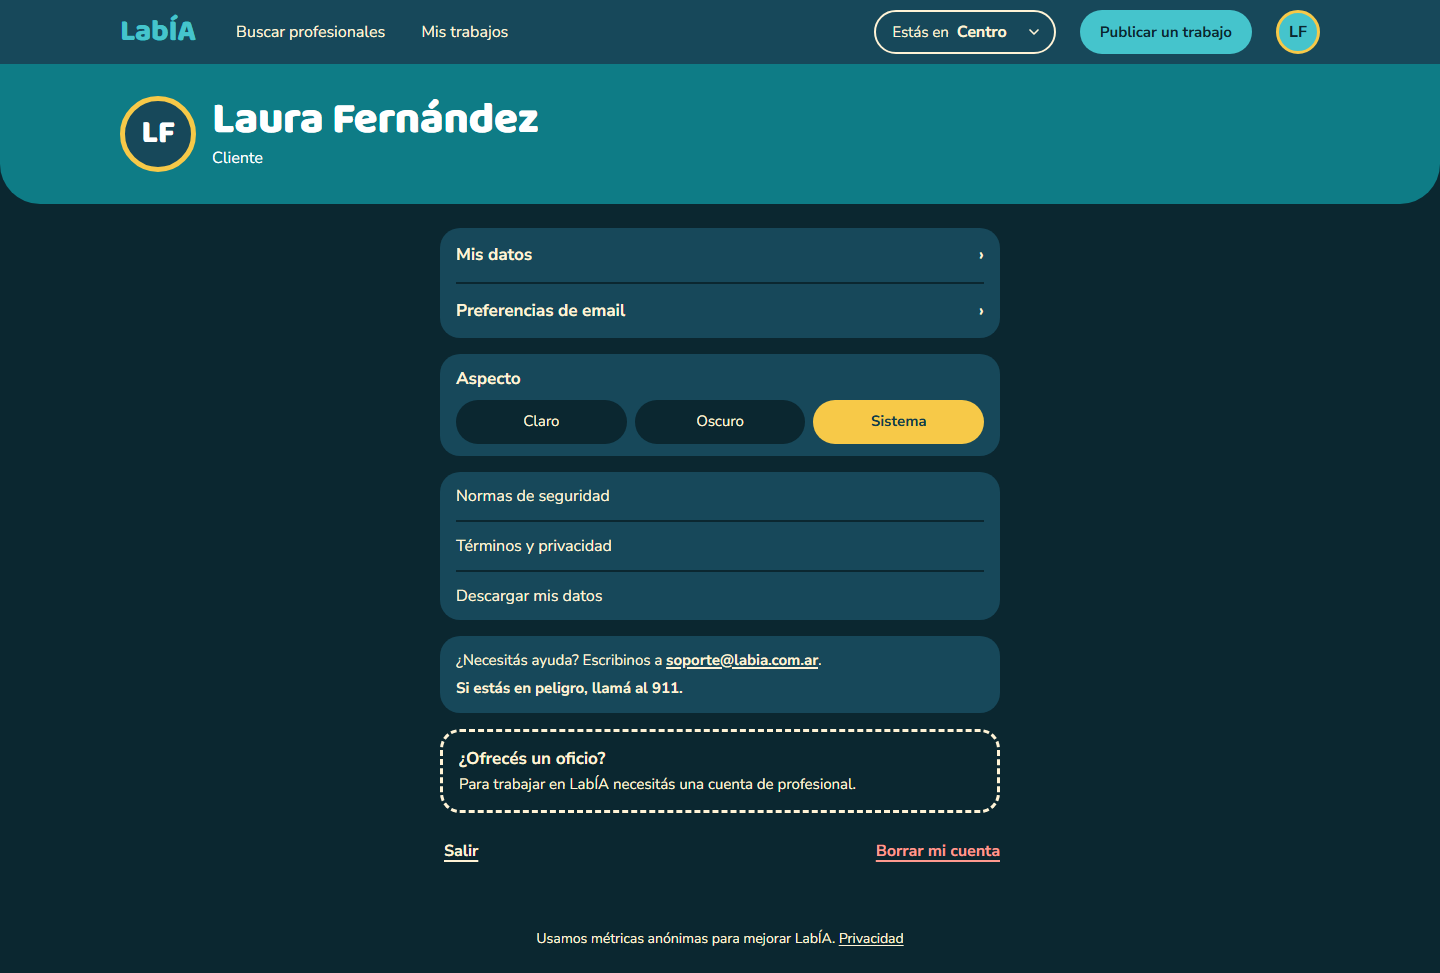 LabÍA
Buscar profesionales
Mis trabajos
Estás en Centro
Publicar un trabajo
LF
LF
Laura Fernández
Cliente
Mis datos ›
Preferencias de email ›
Aspecto
Claro
Oscuro
Sistema
Normas de seguridad
Términos y privacidad
Descargar mis datos
¿Necesitás ayuda? Escribinos a soporte@labia.com.ar.
Si estás en peligro, llamá al 911.
¿Ofrecés un oficio?
Para trabajar en LabÍA necesitás una cuenta de profesional.
Salir
Borrar mi cuenta
Usamos métricas anónimas para mejorar LabÍA. Privacidad